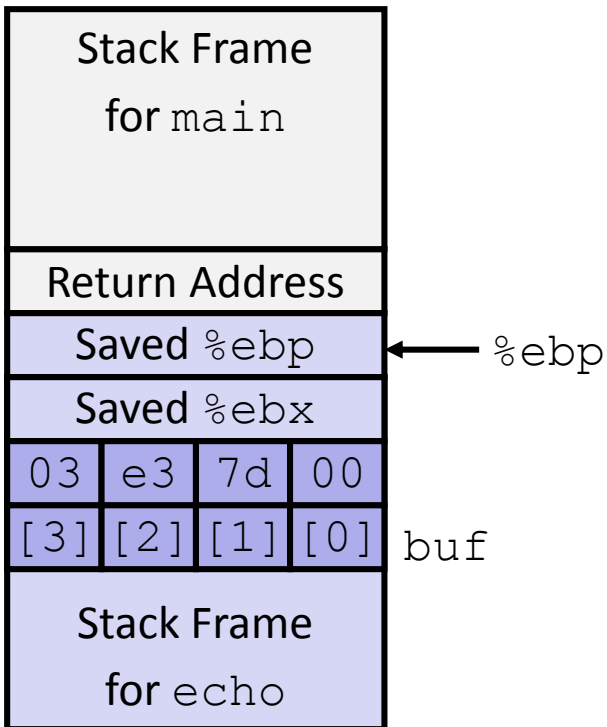 Stack Frame
for main
Return Address
Saved %ebp
%ebp
Saved %ebx
03 e3 7d 00
[3] [2] [1] [0]
buf
Stack Frame
for echo